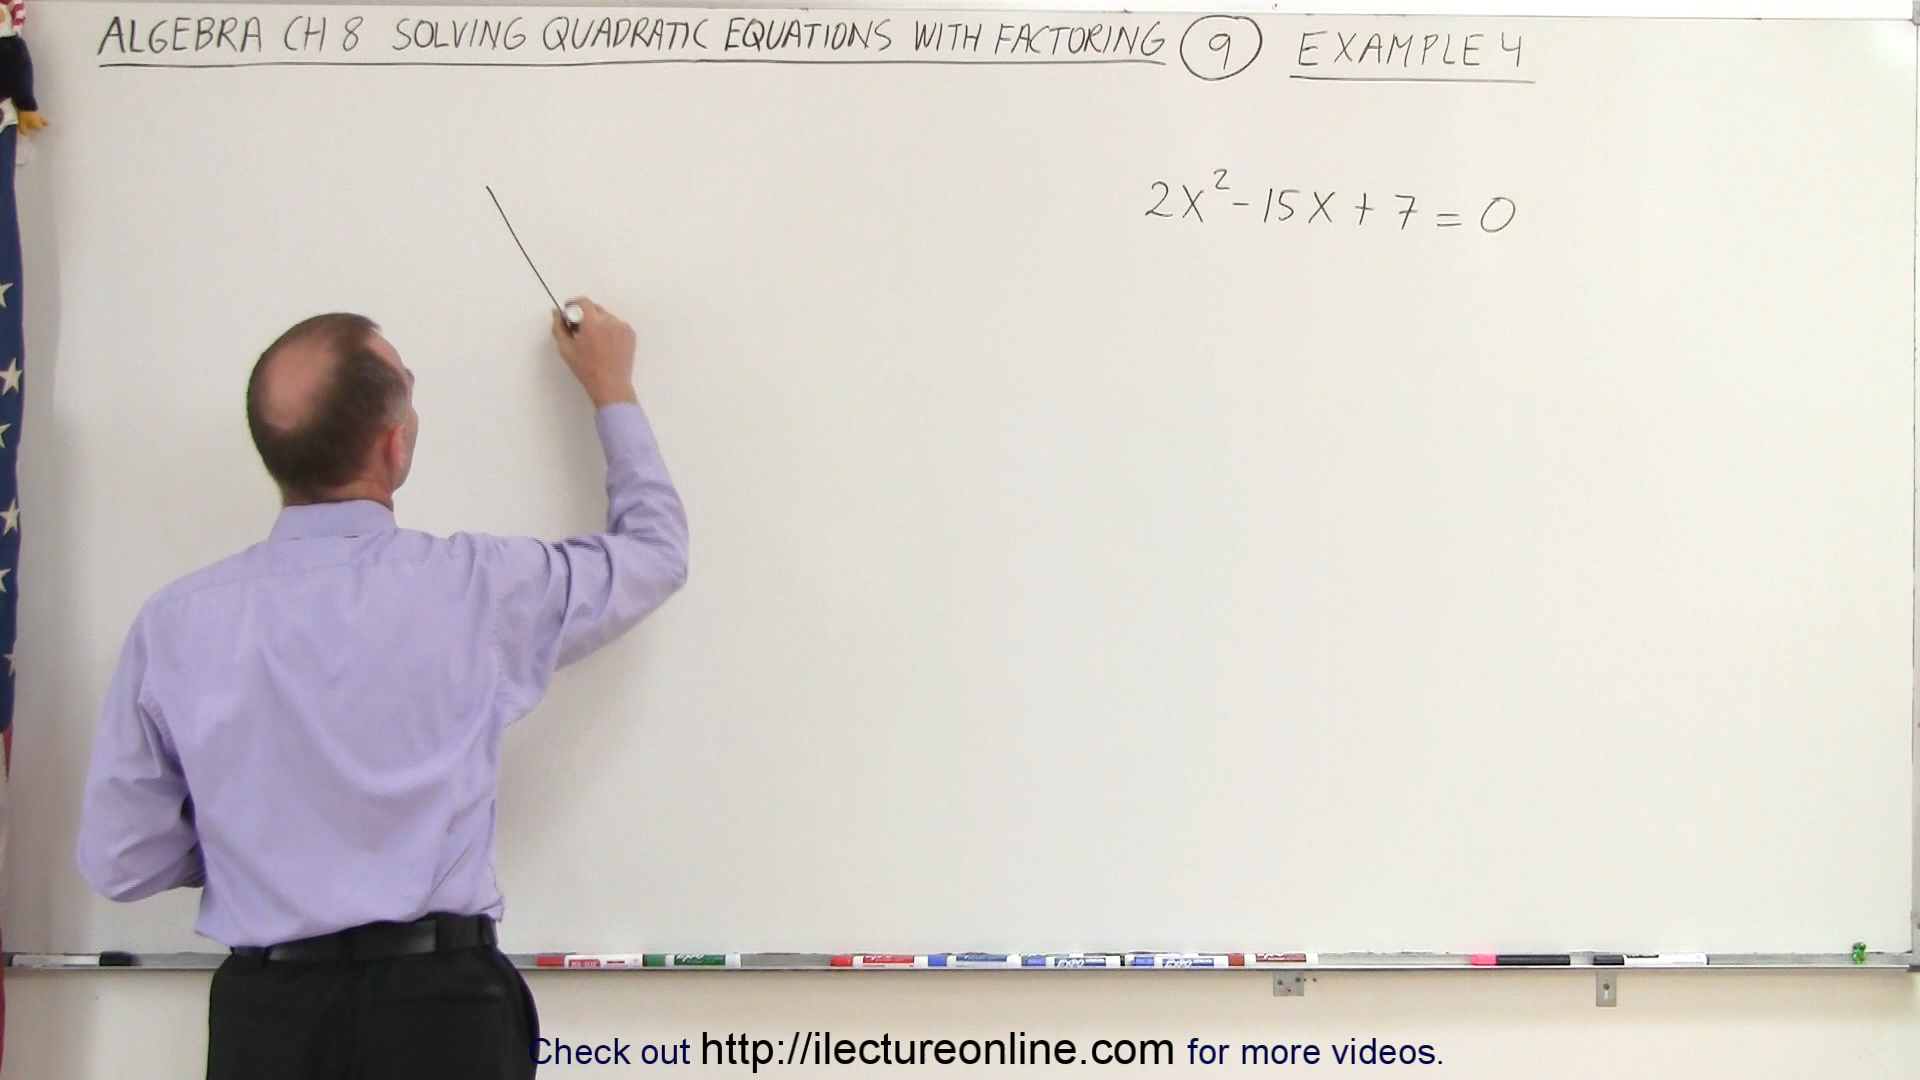 ALGEBRA CH 8 SOLVING QUADRATIC EQUATIONS WITH FACTORING 9 EXAMPLE 4
2x²-15x + 7 = 0
Check out http://ilectureonline.com for more videos.